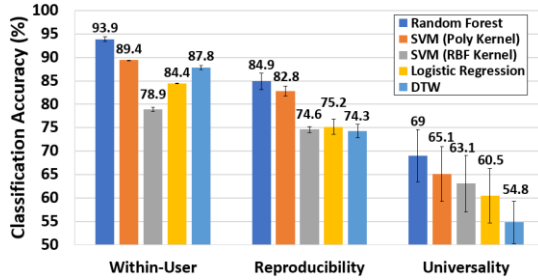 Classification Accuracy (%)
100
95
90
85
80
75
70
65
60
55
50
93.9
89.4
78.9
84.4
87.8
84.9
82.8
74.6
75.2
74.3
69
65.1
63.1
60.5
54.8
Random Forest
SVM (Poly Kernel)
SVM (RBF Kernel)
Logistic Regression
DTW
Within-User
Reproducibility
Universality